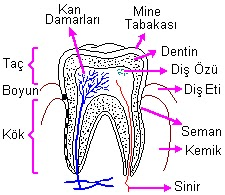 Kan
Damarları
Mine
Tabakası
Taç
Dentin
Diş Özü
Boyun
Diş Eti
Kök
Seman
Kemik
Sinir